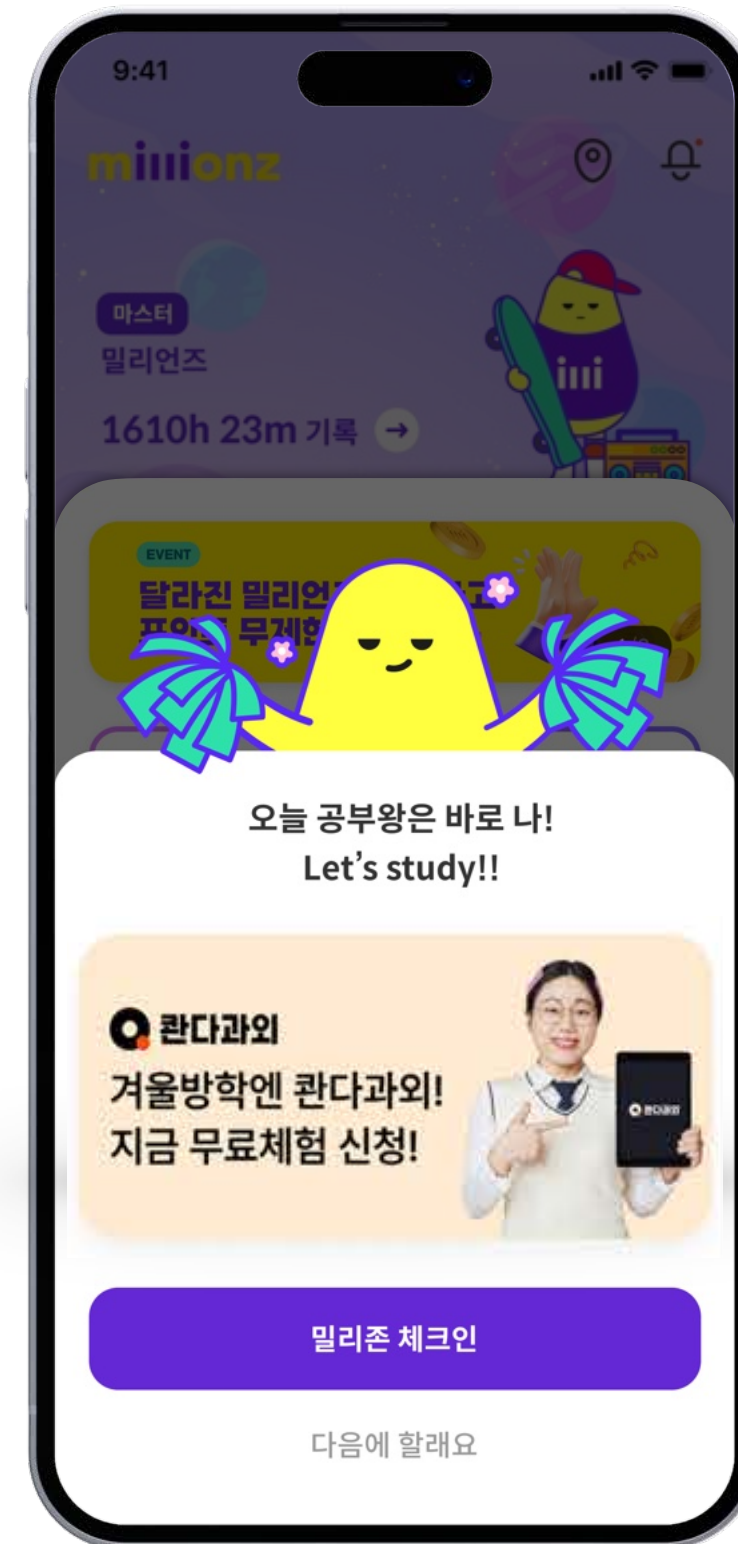 9:41
millionz
마스터
밀리언즈
1610h 23m 기록
illi
EVENT
달라진 밀리언
오늘 공부왕은 바로 나!
Let's study!!
콴다과외
겨울방학엔 콴다과외!
지금 무료체험 신청!
콴다과외
밀리존 체크인
다음에 할래요